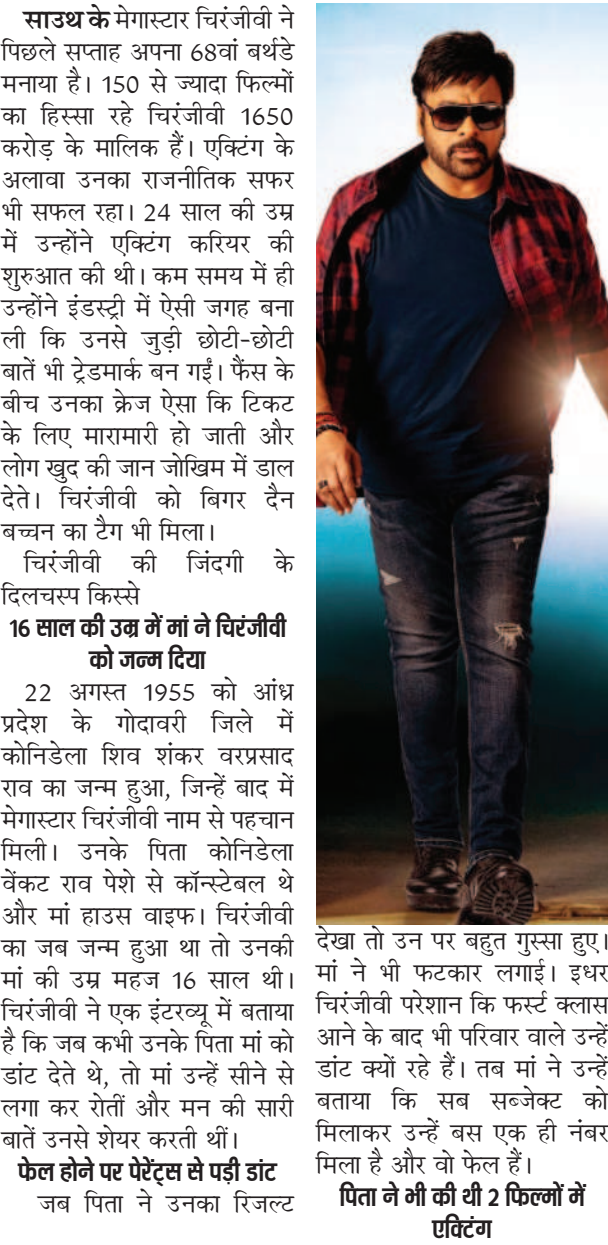 साउथ के मेगास्टार चिरंजीवी ने
पिछले सप्ताह अपना 68वां बर्थडे
मनाया है। 150 से ज्यादा फिल्मों
का हिस्सा रहे चिरंजीवी 1650
करोड़ के मालिक हैं। एक्टिंग के
अलावा उनका राजनीतिक सफर
भी सफल रहा। 24 साल की उम्र
में उन्होंने एक्टिंग करियर की
शुरुआत की थी। कम समय में ही
उन्होंने इंडस्ट्री में ऐसी जगह बना
ली कि उनसे जुड़ी छोटी-छोटी
बातें भी ट्रेडमार्क बन गईं। फैंस के
बीच उनका क्रेज ऐसा कि टिकट
के लिए मारामारी हो जाती और
लोग खुद की जान जोखिम में डाल
देते। चिरंजीवी को बिगर दैन
बच्चन का टैग भी मिला।
चिरंजीवी की जिंदगी के
दिलचस्प किस्से
16 साल की उम्र में मां ने चिरंजीवी
को जन्म दिया
22 अगस्त 1955 को आंध्र
प्रदेश के गोदावरी जिले में
कोनिडेला शिव शंकर वरप्रसाद
राव का जन्म हुआ, जिन्हें बाद में
मेगास्टार चिरंजीवी नाम से पहचान
मिली। उनके पिता कोनिडेला
वेंकट राव पेशे से कॉन्स्टेबल थे
और मां हाउस वाइफ। चिरंजीवी
का जब जन्म हुआ था तो उनकी
मां की उम्र महज 16 साल थी।
चिरंजीवी ने एक इंटरव्यू में बताया
है कि जब कभी उनके पिता मां को
डांट देते थे, तो मां उन्हें सीने से
लगा कर रोतीं और मन की सारी
बातें उनसे शेयर करती थीं।
फेल होने पर पेरेंट्स से पड़ी डांट
जब पिता ने उनका रिजल्ट
देखा तो उन पर बहुत गुस्सा हुए।
मां ने भी फटकार लगाई। इधर
चिरंजीवी परेशान कि फर्स्ट क्लास
आने के बाद भी परिवार वाले उन्हें
डांट क्यों रहे हैं। तब मां ने उन्हें
बताया कि सब सब्जेक्ट को
मिलाकर उन्हें बस एक ही नंबर
मिला है और वो फेल हैं।
पिता ने भी की थी 2 फिल्मों में
एक्टिंग